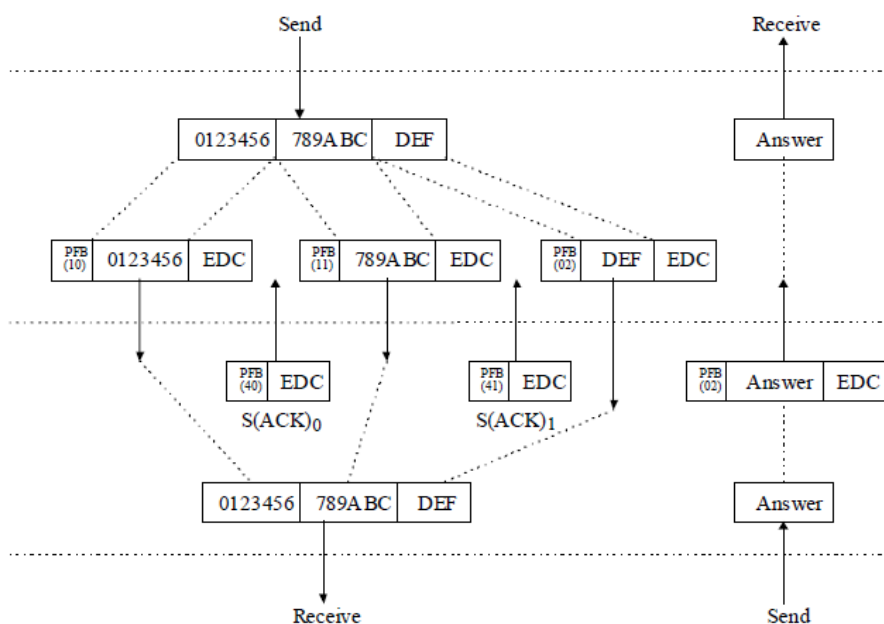 Send Receive
0123456 789ABC DEF Answer
PFB (10) 0123456 EDC PFB (11) 789ABC EDC PFB (02) DEF EDC
PFB (40) EDC PFB (41) EDC PFB (02) Answer EDC
S(ACK)0 S(ACK)1
0123456 789ABC DEF Answer
Receive Send